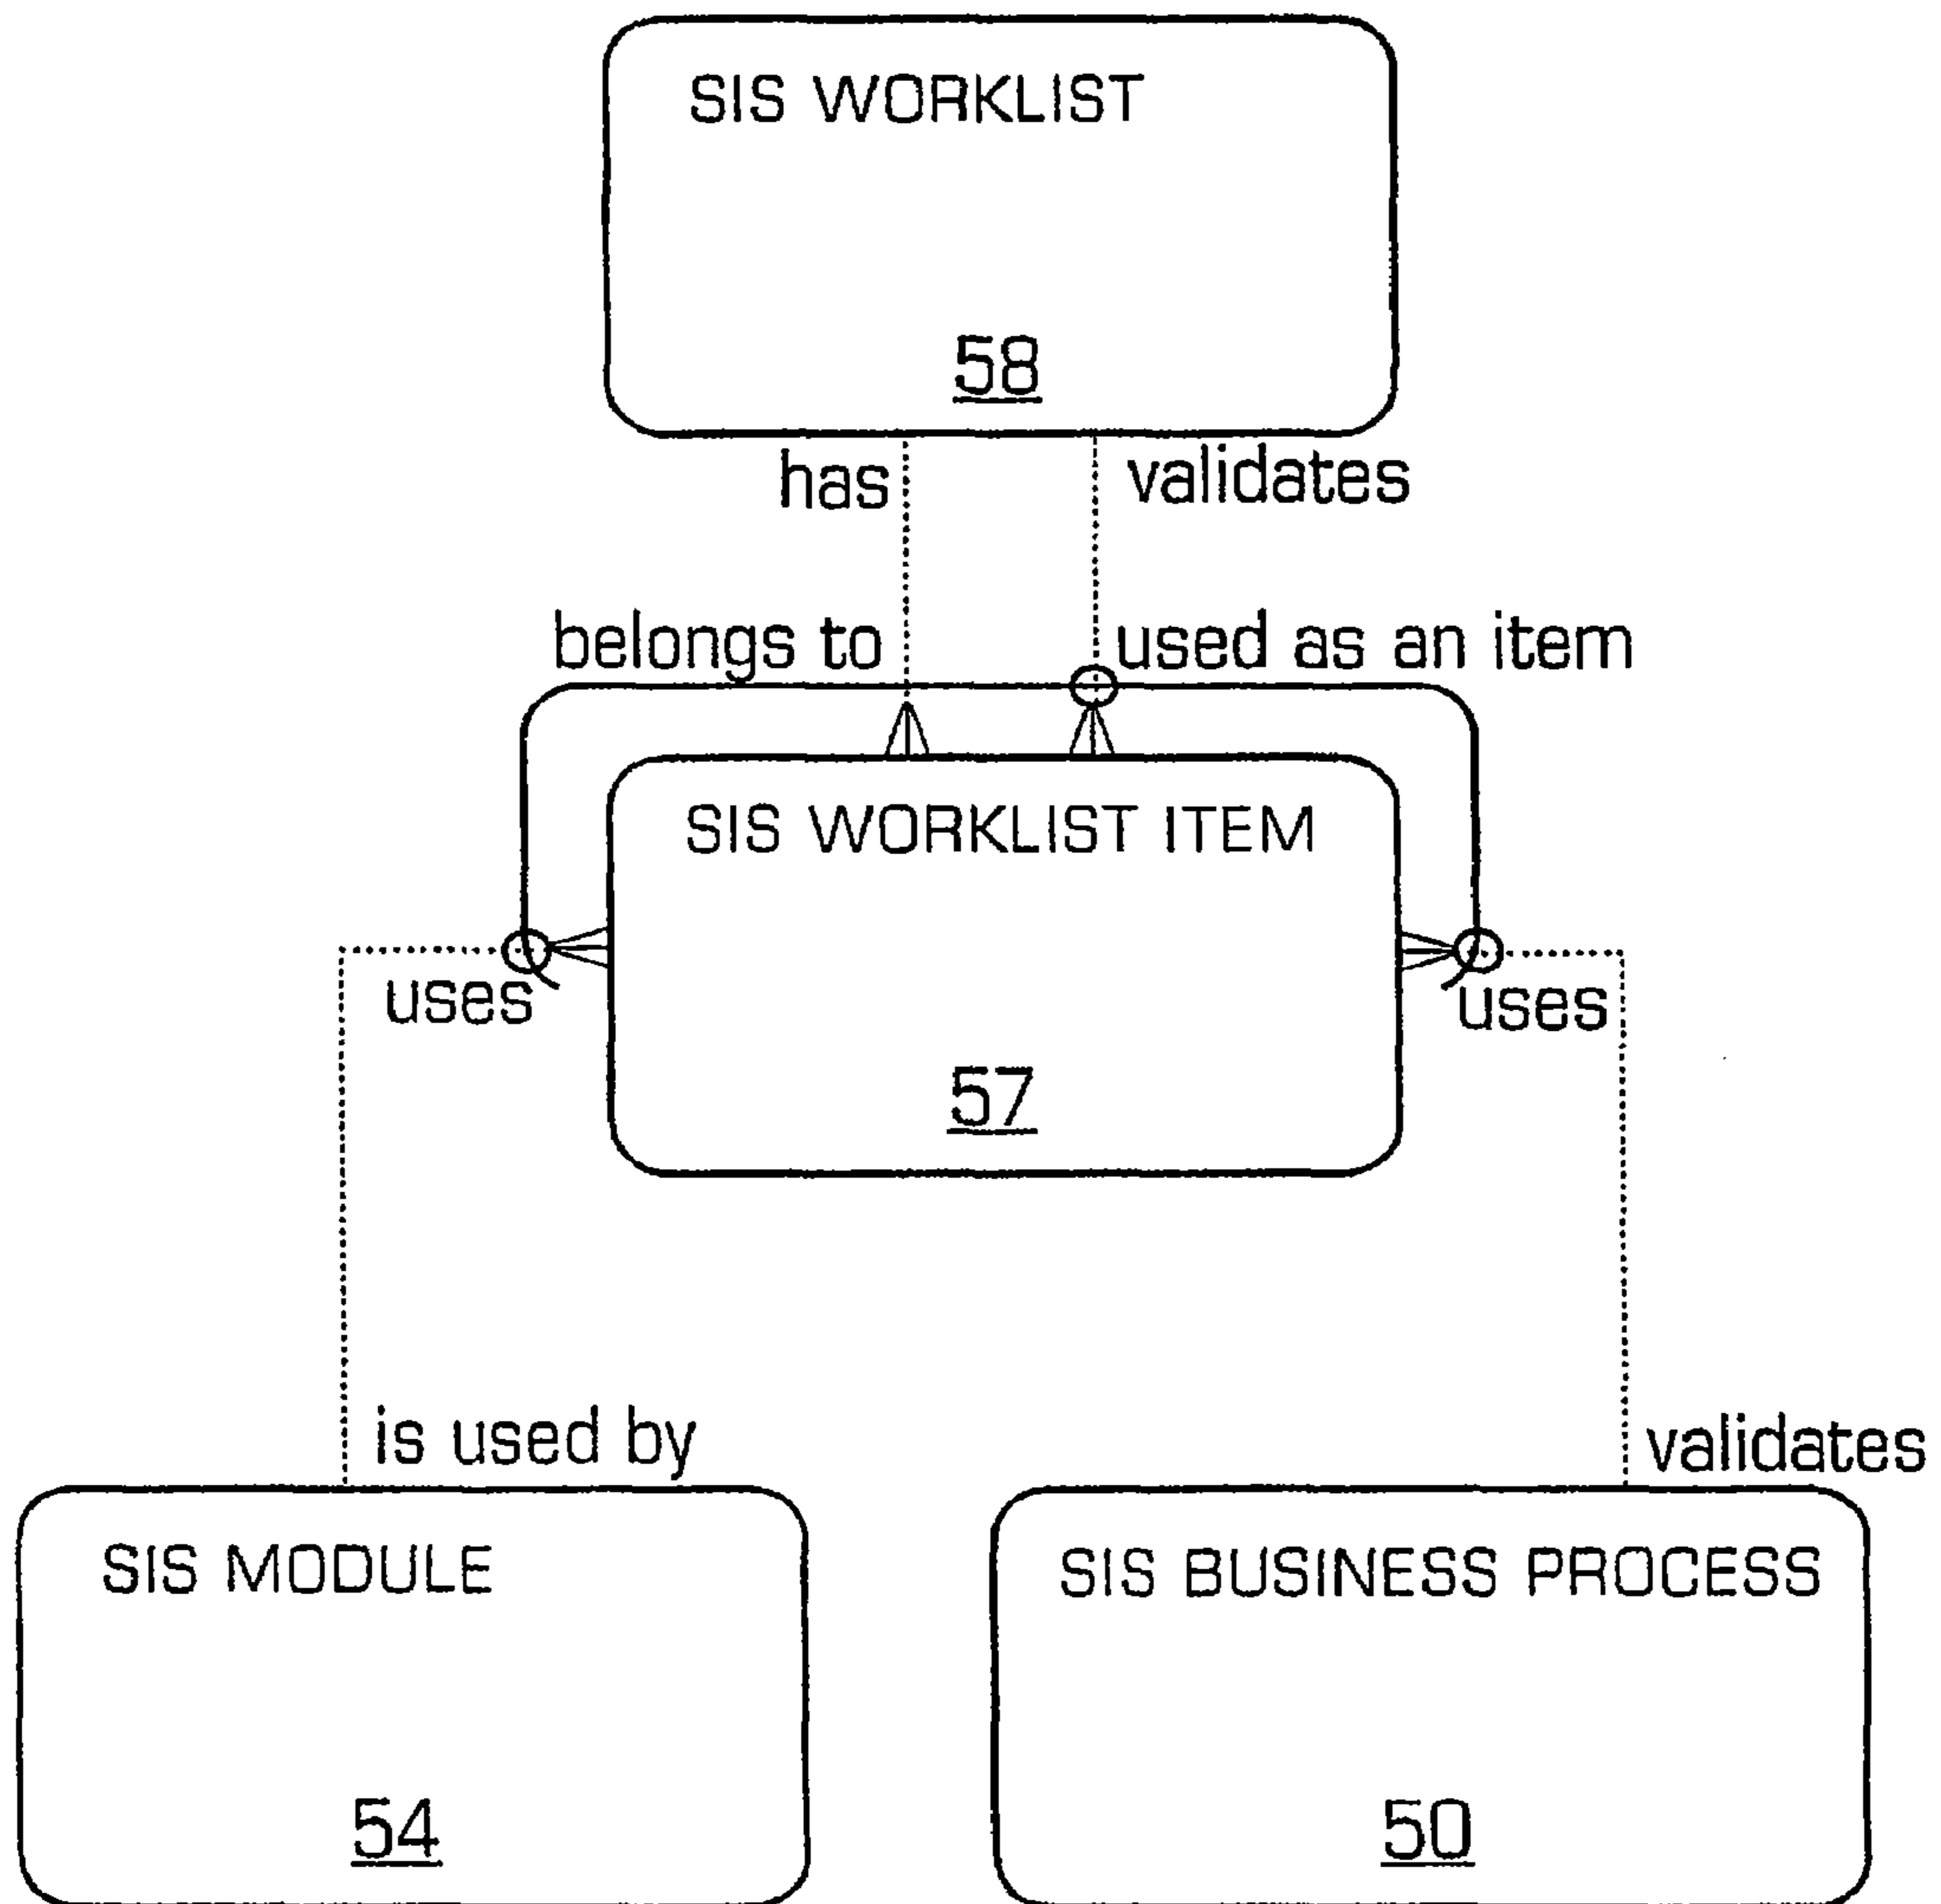 SIS WORKLIST
58
has
validates
belongs to
used as an item
SIS WORKLIST ITEM
uses
uses
57
is used by
validates
SIS MODULE
SIS BUSINESS PROCESS
54
50